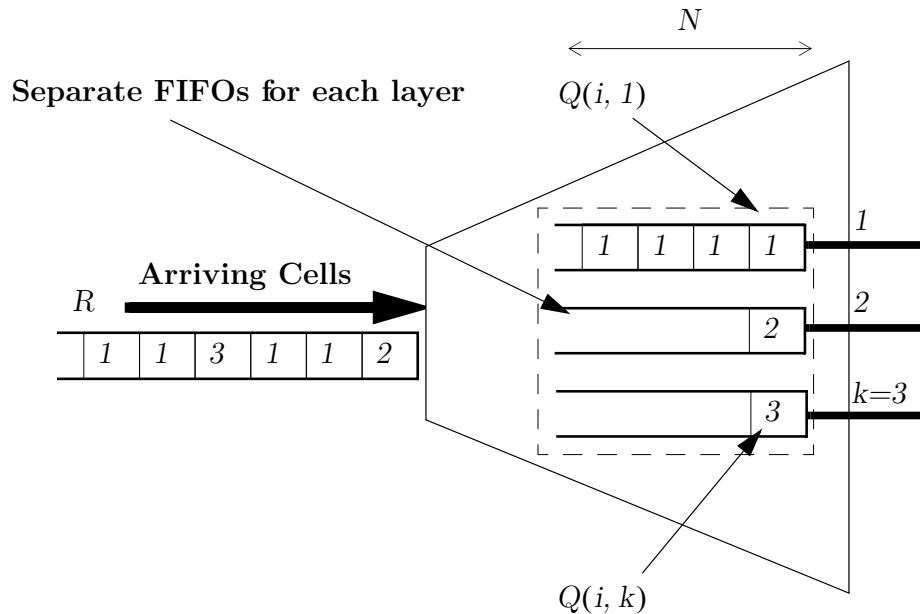 N
Separate FIFOs for each layer
Q(i, 1)
1
1 1 1 1
Arriving Cells
R
2
2
1 1 3 1 1 2
k=3
3
Q(i, k)